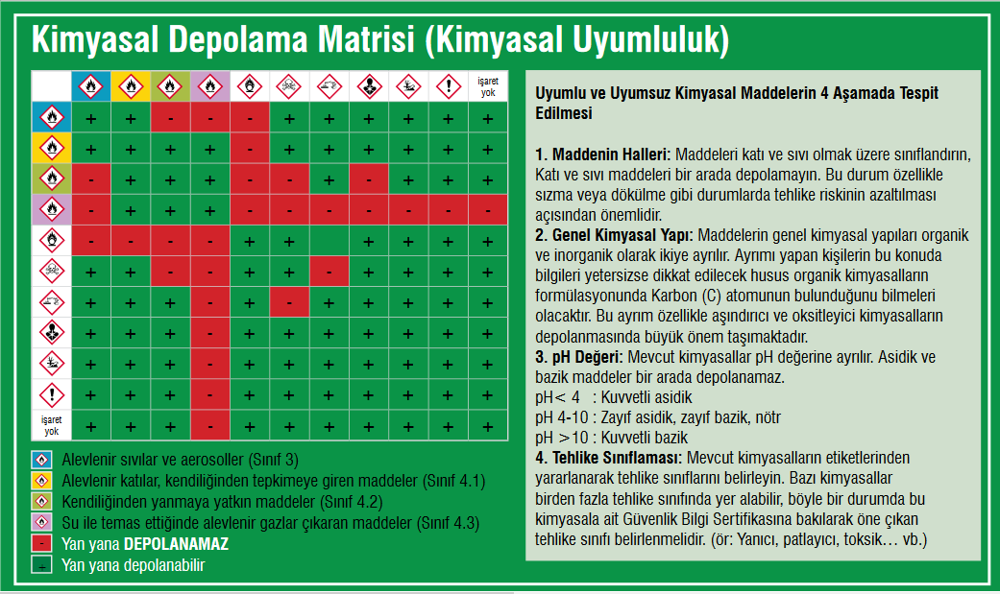 Kimyasal Depolama Matrisi (Kimyasal Uyumluluk)
işaret
yok
+ + - - - + + + + + +
+ + + + - + + + + + +
- + + + - - + - + + +
- + + + - - - - - - -
- - - - + + + + + +
+ + - - + + - + + + +
+ + + - + - + + + + +
+ + + - + + + + + + +
+ + + - + + + + + + +
! + + + - + + + + + + +
işaret
yok
+ + + - + + + + + + +
Alevlenir sıvılar ve aerosoller (Sınıf 3)
Alevlenir katılar, kendiliğinden tepkimeye giren maddeler (Sınıf 4.1)
Kendiliğinden yanmaya yatkın maddeler (Sınıf 4.2)
Su ile temas ettiğinde alevlenir gazlar çıkaran maddeler (Sınıf 4.3)
- Yan yana DEPOLANAMAZ
+ Yan yana depolanabilir
Uyumlu ve Uyumsuz Kimyasal Maddelerin 4 Aşamada Tespit
Edilmesi
1. Maddenin Halleri: Maddeleri katı ve sıvı olmak üzere sınıflandırın,
Katı ve sıvı maddeleri bir arada depolamayın. Bu durum özellikle
sızma veya dökülme gibi durumlarda tehlike riskinin azaltılması
açısından önemlidir.
2. Genel Kimyasal Yapı: Maddelerin genel kimyasal yapıları organik
ve inorganik olarak ikiye ayrılır. Ayrımı yapan kişilerin bu konuda
bilgileri yetersizse dikkat edilecek husus organik kimyasalların
formülasyonunda Karbon (C) atomunun bulunduğunu bilmeleri
olacaktır. Bu ayrım özellikle aşındırıcı ve oksitleyici kimyasalların
depolanmasında büyük önem taşımaktadır.
3. pH Değeri: Mevcut kimyasallar pH değerine ayrılır. Asidik ve
bazik maddeler bir arada depolanamaz.
pH< 4 : Kuvvetli asidik
pH 4-10 : Zayıf asidik, zayıf bazik, nötr
pH >10 : Kuvvetli bazik
4. Tehlike Sınıflaması: Mevcut kimyasalların etiketlerinden
yararlanarak tehlike sınıflarını belirleyin. Bazı kimyasallar
birden fazla tehlike sınıfında yer alabilir, böyle bir durumda bu
kimyasala ait Güvenlik Bilgi Sertifikasına bakılarak öne çıkan
tehlike sınıfı belirlenmelidir. (ör: Yanıcı, patlayıcı, toksik... vb.)